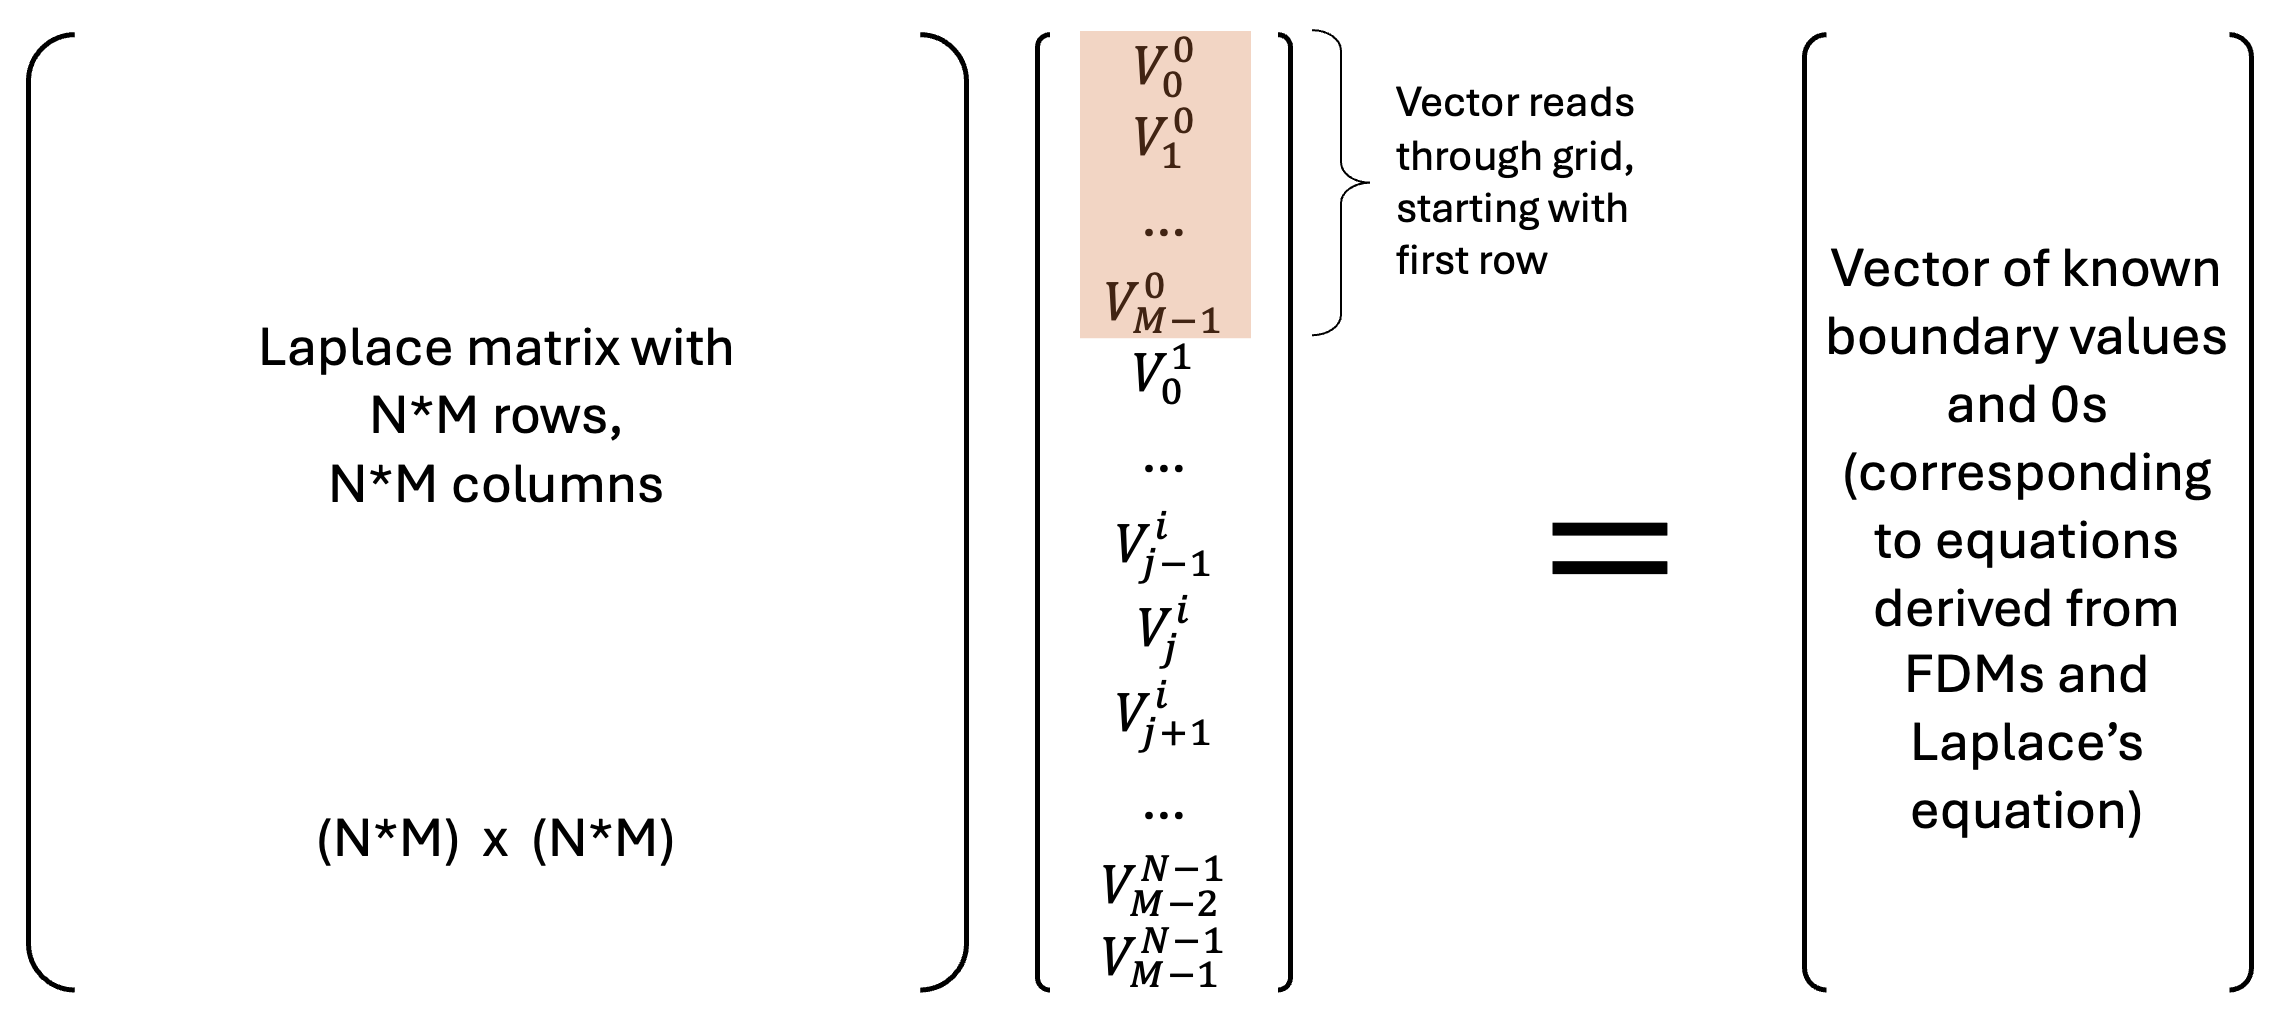 Laplace matrix with
N*M rows,
N*M columns
(N*M) x (N*M)
V_0^0
V_1^0
...
V_{M−1}^0
V_0^1
...
V_{j−1}^i
V_j^i
V_{j+1}^i
...
V_{M−2}^{N−1}
V_{M−1}^{N−1}
Vector reads
through grid,
starting with
first row
=
Vector of known
boundary values
and 0s
(corresponding
to equations
derived from
FDMs and
Laplace’s
equation)